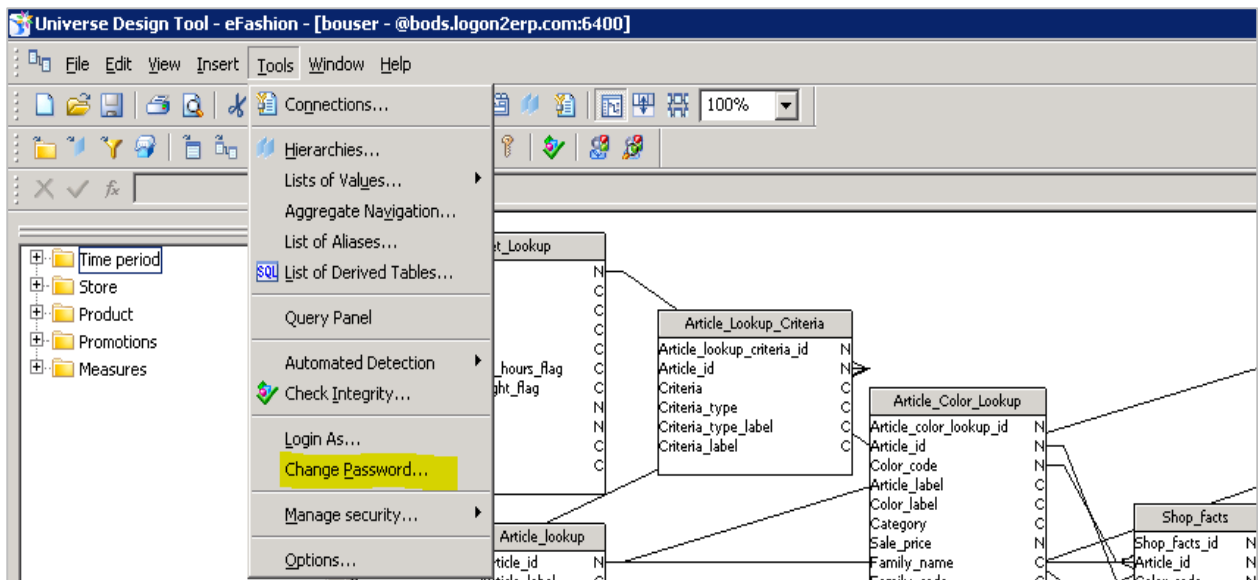 Universe Design Tool - eFashion - [bouser - @bods.logon2erp.com:6400]
File Edit View Insert Tools Window Help
100%
Connections...
Hierarchies...
Lists of Values...
Aggregate Navigation...
List of Aliases...
SQL List of Derived Tables...
Query Panel
Automated Detection
Check Integrity...
Login As...
Change Password...
Manage security...
Options...
fx
Time period
Store
Product
Promotions
Measures
et_Lookup
N
C
C
C
C
_hours_flag C
ght_flag C
N
N
C
C
Article_Lookup_Criteria
Article_lookup_criteria_id N
Article_id N
Criteria C
Criteria_type C
Criteria_type_label C
Criteria_label C
Article_Color_Lookup
Article_color_lookup_id N
Article_id N
Color_code N
Article_label C
Color_label C
Category C
Sale_price N
Family_name C
Family_code C
Article_lookup
rticle_id N
Shop_facts
Shop_facts_id N
Article_id N
Color_code N